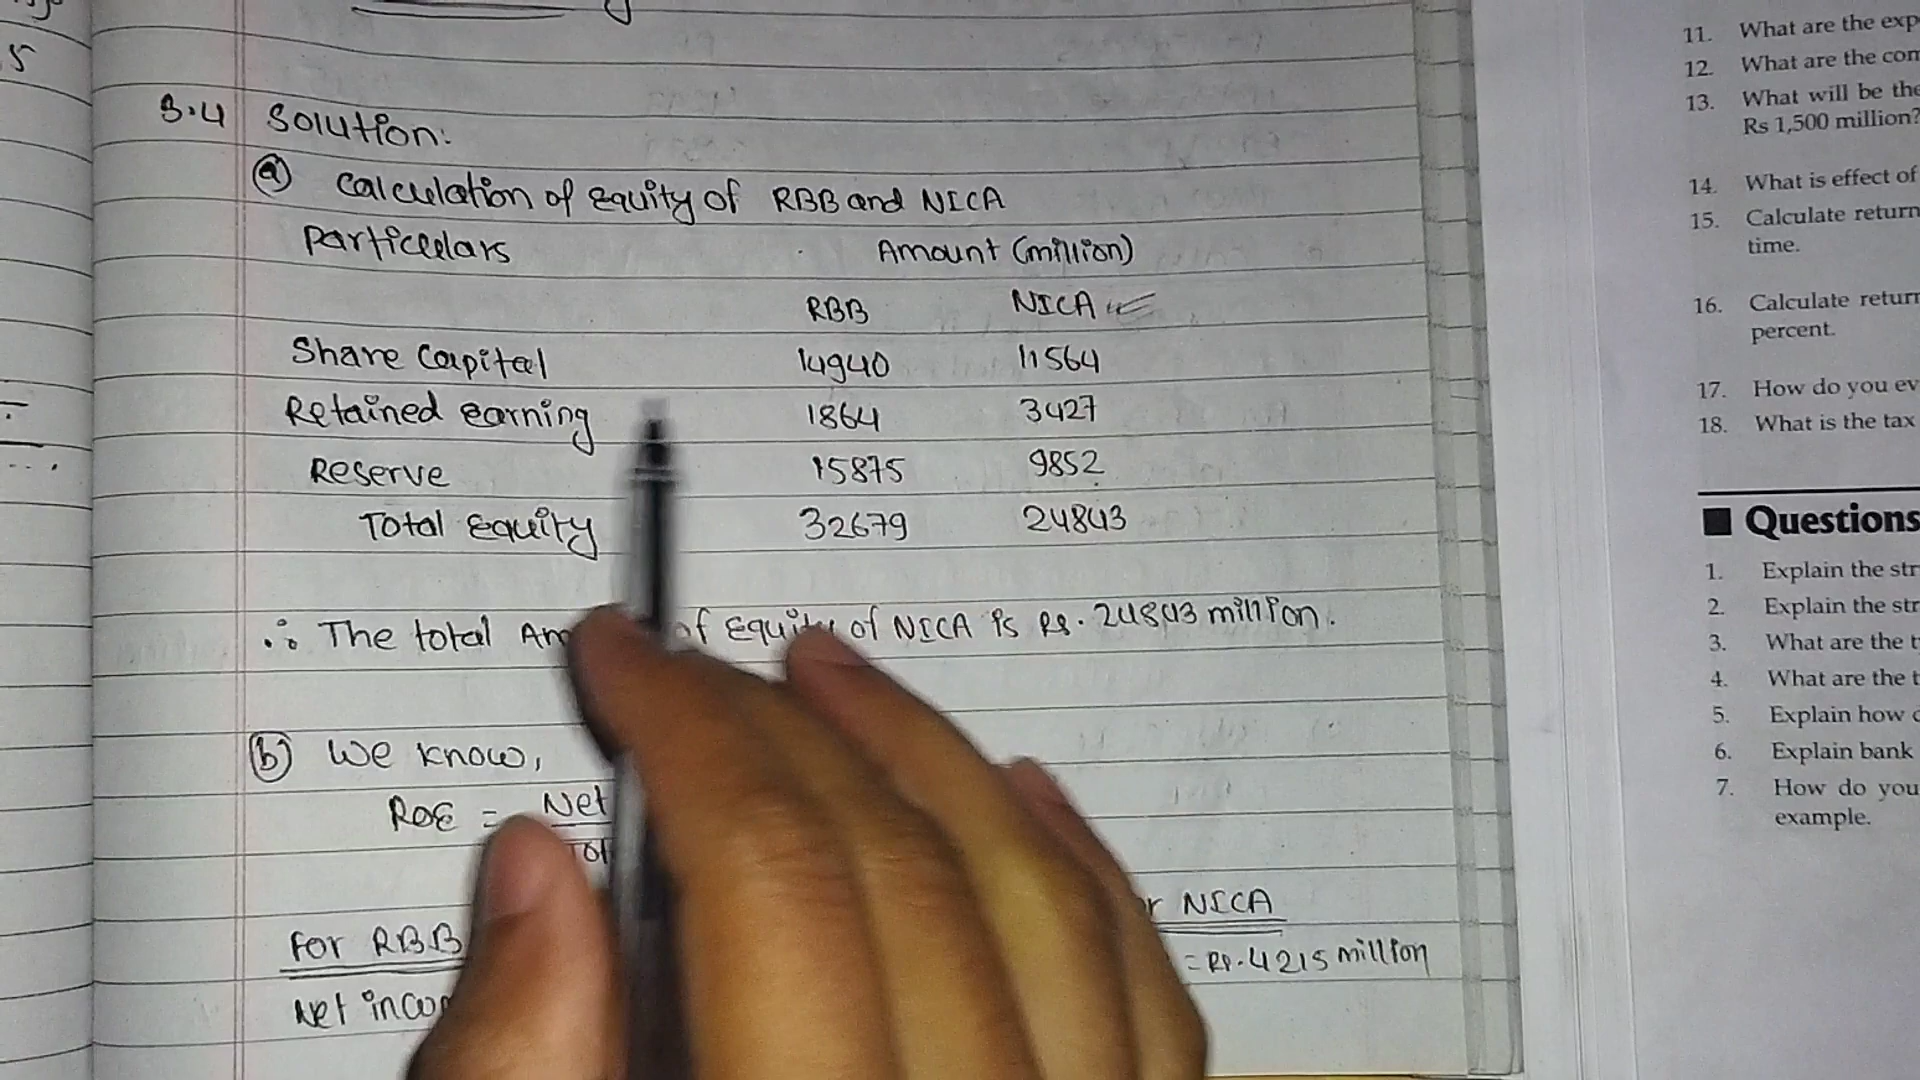 5
3.4 Solution:
(a) Calculation of Equity of RBB and NICA
Particulars Amount (million)
RBB NICA
Share Capital 14940 11564
Retained earning 1864 3427
Reserve 15875 9852
Total Equity 32679 24843
∴ The total of Equity of NICA is Rs. 24843 million.
(b) We know,
ROE = Net
For RBB NICA
= Rs. 4215 million
Net
11. What are the
12. What are the
13. What will be the
Rs 1,500 million?
14. What is effect of
15. Calculate return
time.
16. Calculate
percent.
17. How do you
18. What is the tax
■ Questions
1. Explain the
2. Explain the
3. What are the
4. What are the
5. Explain how
6. Explain bank
7. How do you
example.